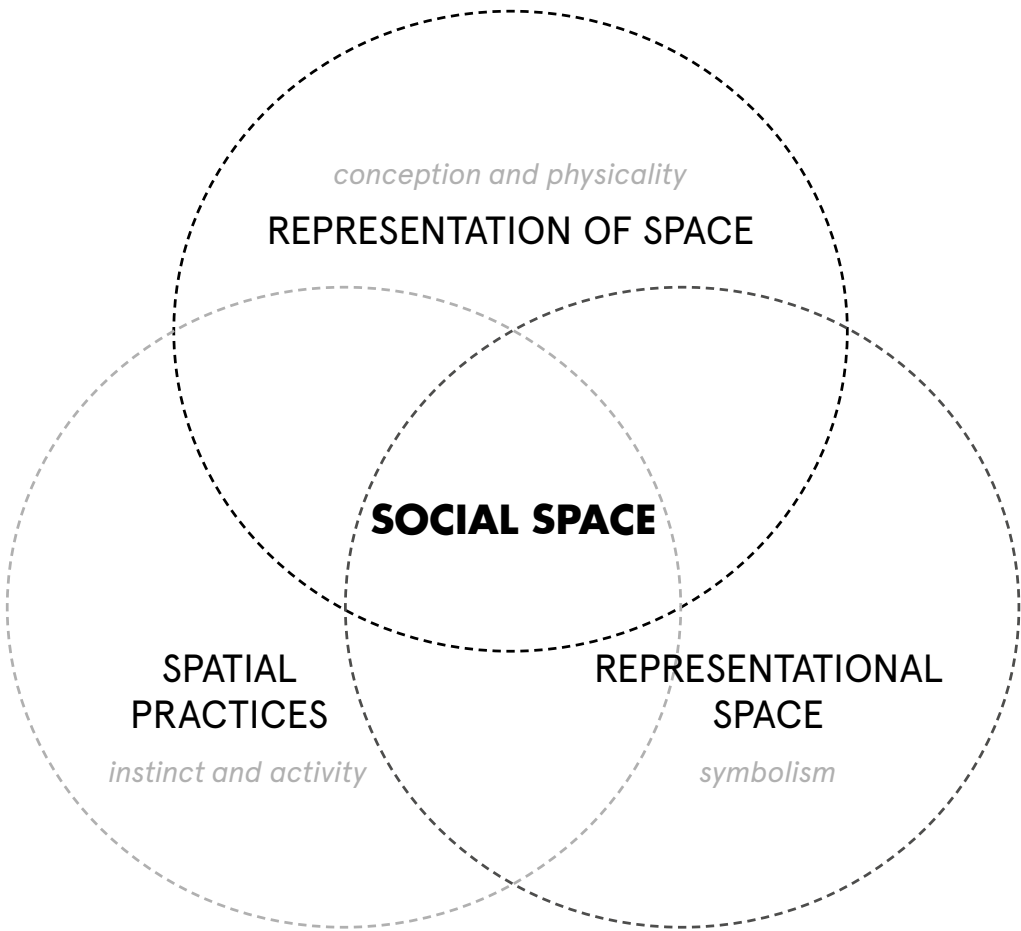 conception and physicality
REPRESENTATION OF SPACE
SOCIAL SPACE
SPATIAL
PRACTICES
instinct and activity
REPRESENTATIONAL
SPACE
symbolism